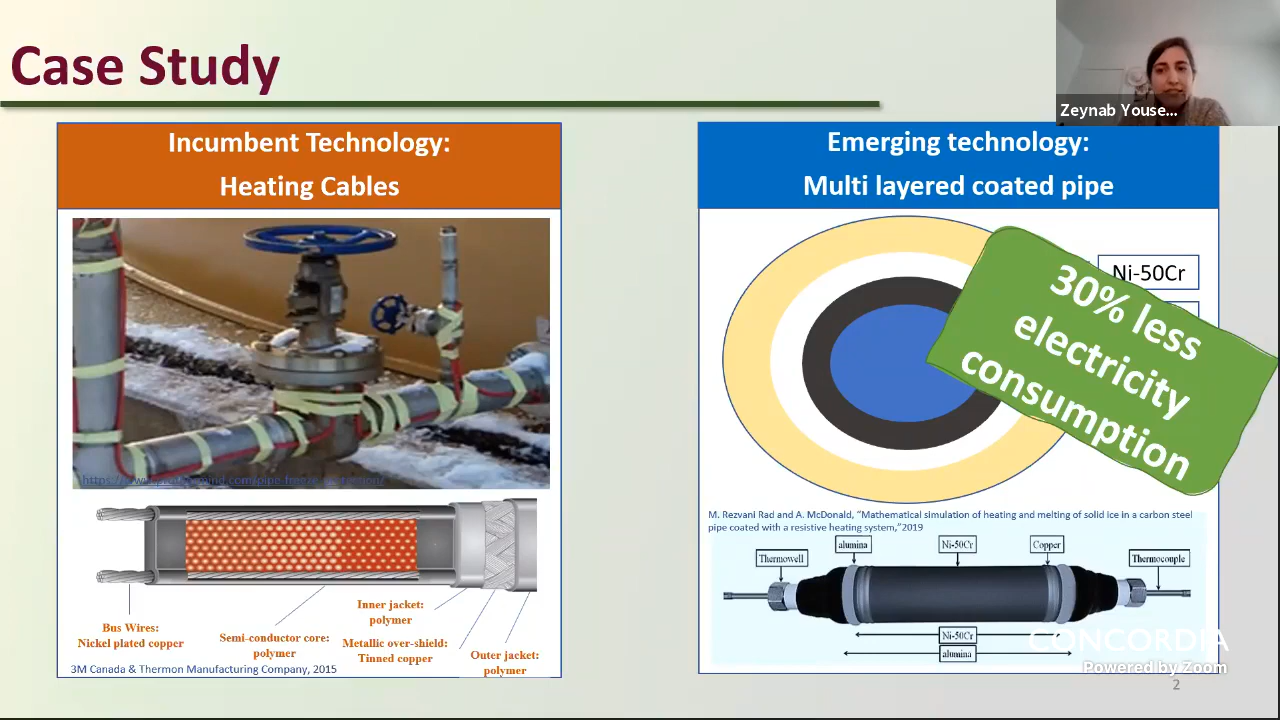 Case Study
Zeynab Youse...
Incumbent Technology:
Heating Cables
Bus Wires:
Nickel plated copper
Semi-conductor core:
polymer
Inner jacket:
polymer
Metallic over-shield:
Tinned copper
Outer jacket:
polymer
3M Canada & Thermon Manufacturing Company, 2015
Emerging technology:
Multi layered coated pipe
Ni-50Cr
30% less
electricity
consumption
M. Rezvani Rad and A. McDonald, "Mathematical simulation of heating and melting of solid ice in a carbon steel
pipe coated with a resistive heating system,"2019
Thermowell
alumina
Ni-50Cr
Copper
Thermocouple
Ni-50Cr
alumina
CONCORDIA
Powered by Zoom
2